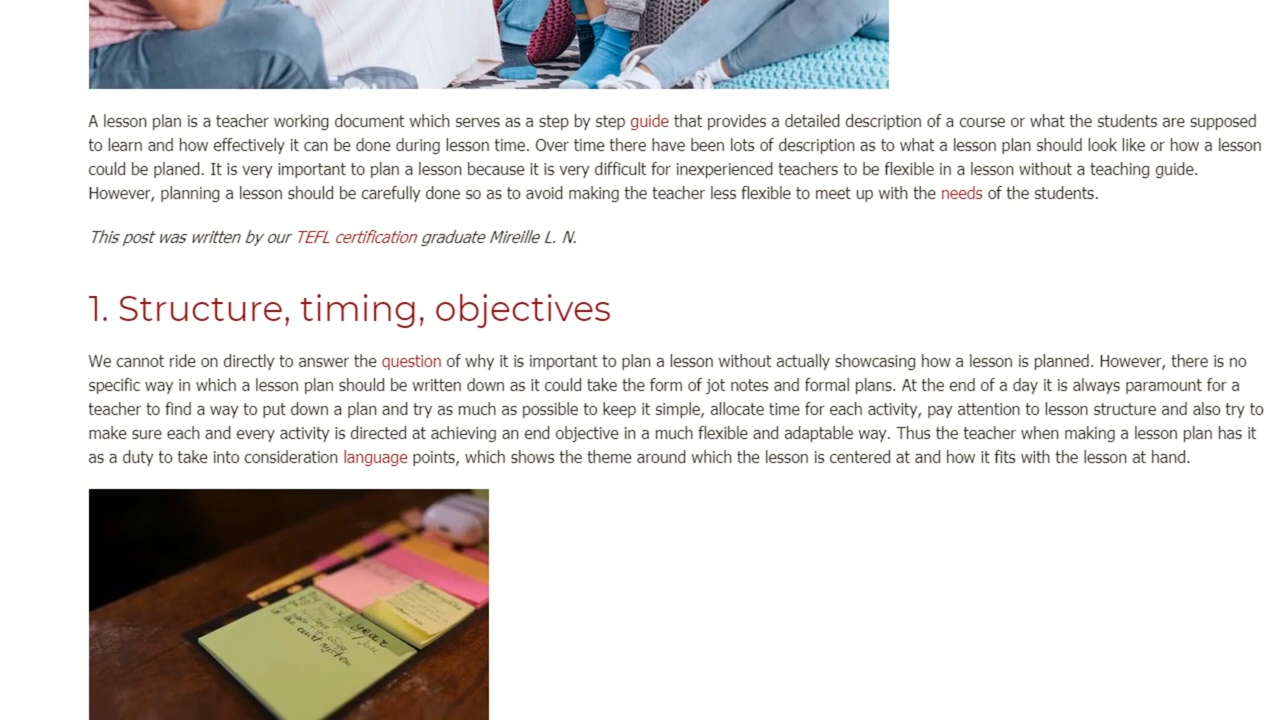 A lesson plan is a teacher working document which serves as a step by step guide that provides a detailed description of a course or what the students are supposed
to learn and how effectively it can be done during lesson time. Over time there have been lots of description as to what a lesson plan should look like or how a lesson
could be planed. It is very important to plan a lesson because it is very difficult for inexperienced teachers to be flexible in a lesson without a teaching guide.
However, planning a lesson should be carefully done so as to avoid making the teacher less flexible to meet up with the needs of the students.
This post was written by our TEFL certification graduate Mireille L. N.
1. Structure, timing, objectives
We cannot ride on directly to answer the question of why it is important to plan a lesson without actually showcasing how a lesson is planned. However, there is no
specific way in which a lesson plan should be written down as it could take the form of jot notes and formal plans. At the end of a day it is always paramount for a
teacher to find a way to put down a plan and try as much as possible to keep it simple, allocate time for each activity, pay attention to lesson structure and also try to
make sure each and every activity is directed at achieving an end objective in a much flexible and adaptable way. Thus the teacher when making a lesson plan has it
as a duty to take into consideration language points, which shows the theme around which the lesson is centered at and how it fits with the lesson at hand.
next year
the court system